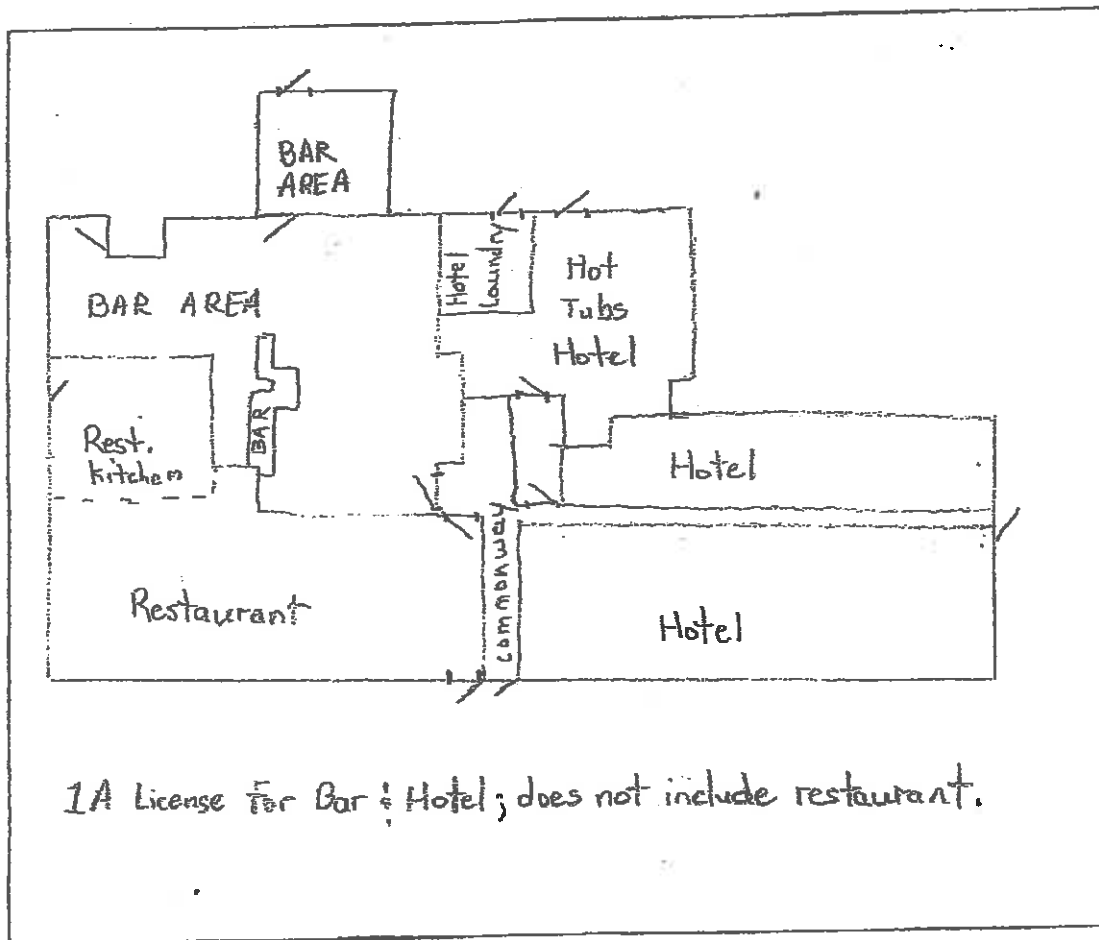 BAR
AREA
Hotel
Laundry
Hot
Tubs
Hotel
BAR AREA
BAR
Rest.
Kitchen
Hotel
commonway
Restaurant
Hotel
1A License For Bar & Hotel; does not include restaurant.